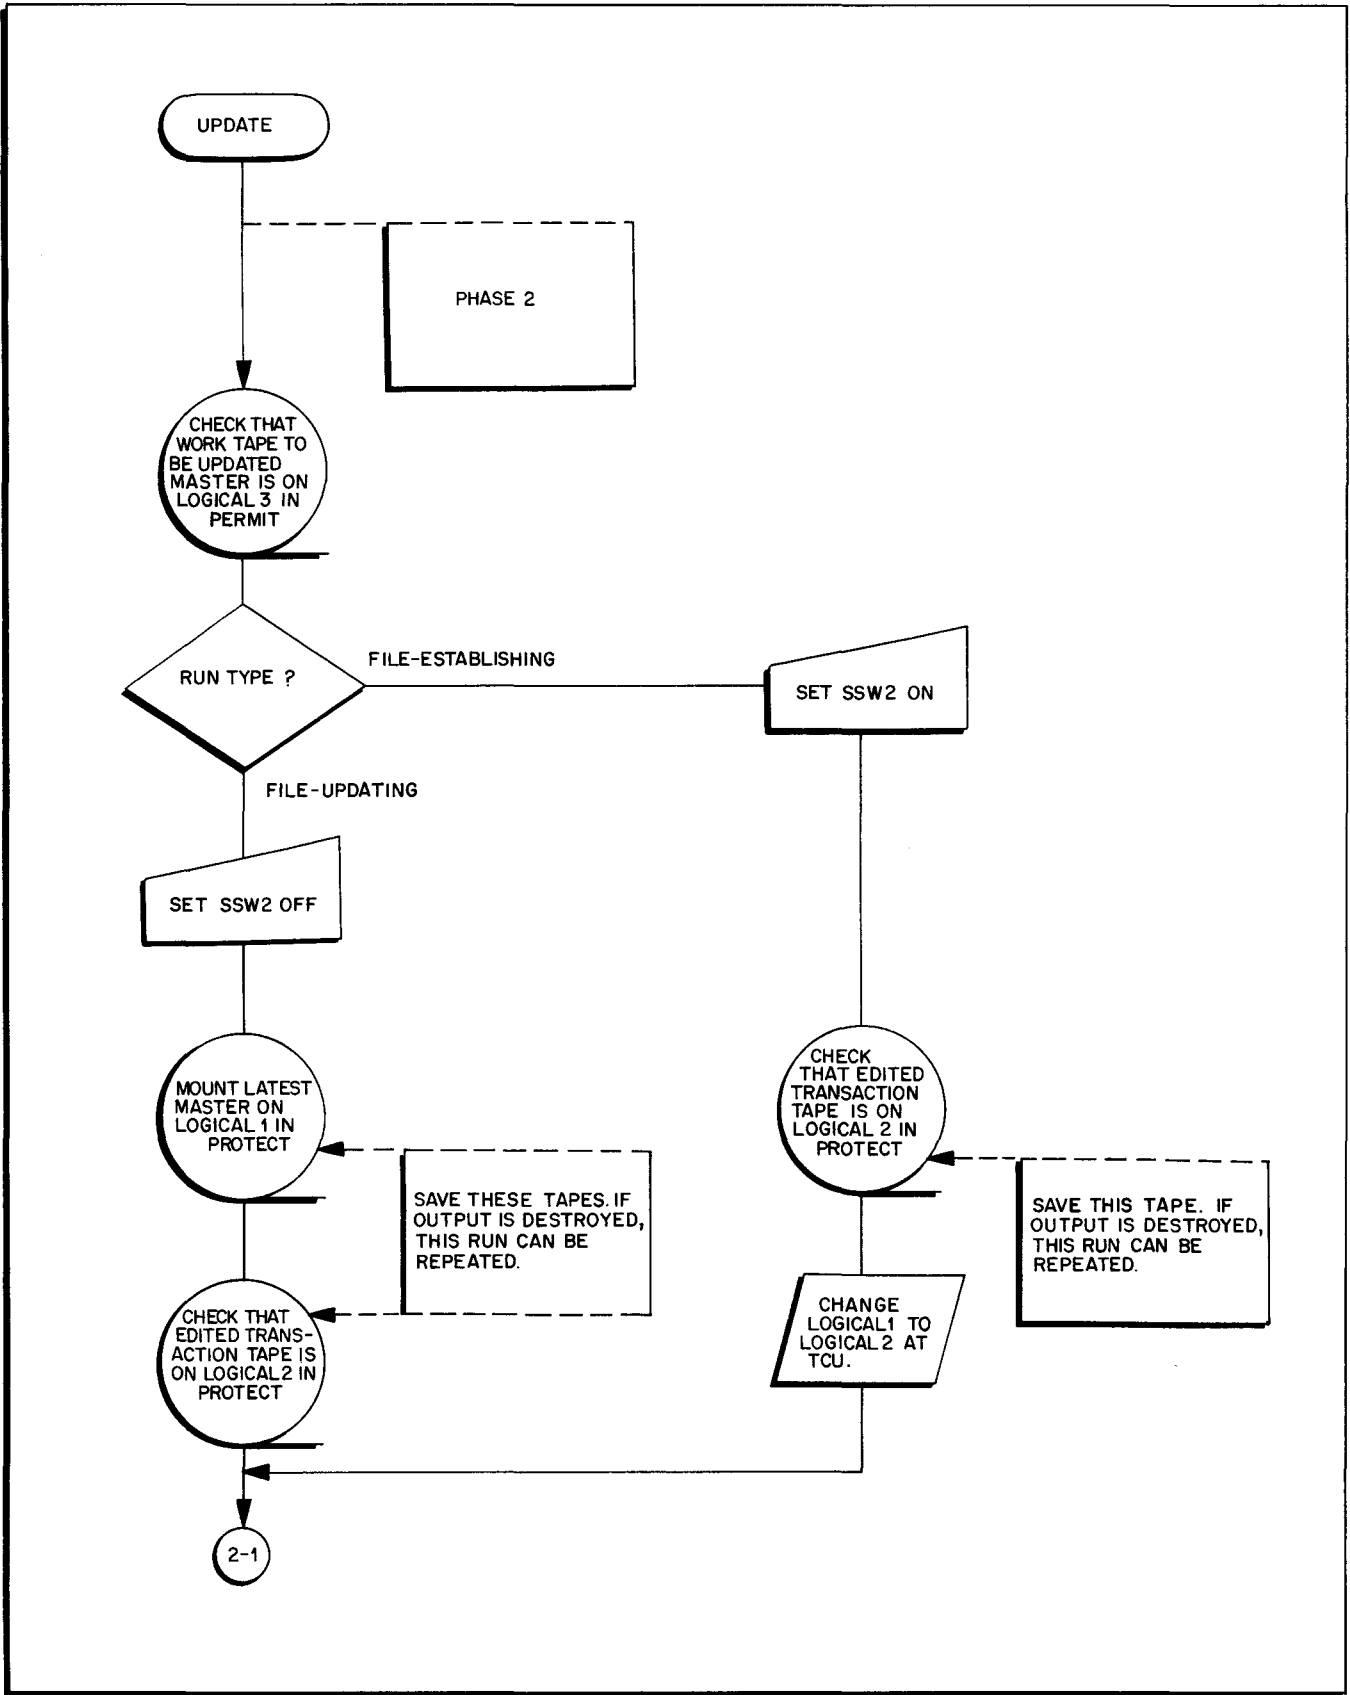 UPDATE
PHASE 2
CHECK THAT
WORK TAPE TO
BE UPDATED
MASTER IS ON
LOGICAL 3 IN
PERMIT
RUN TYPE ?
FILE-ESTABLISHING
SET SSW2 ON
FILE-UPDATING
SET SSW2 OFF
MOUNT LATEST
MASTER ON
LOGICAL 1 IN
PROTECT
SAVE THESE TAPES. IF
OUTPUT IS DESTROYED,
THIS RUN CAN BE
REPEATED.
CHECK THAT
EDITED TRANS-
ACTION TAPE IS
ON LOGICAL 2 IN
PROTECT
CHECK
THAT EDITED
TRANSACTION
TAPE IS ON
LOGICAL 2 IN
PROTECT
SAVE THIS TAPE. IF
OUTPUT IS DESTROYED,
THIS RUN CAN BE
REPEATED.
CHANGE
LOGICAL 1 TO
LOGICAL 2 AT
TCU.
2-1